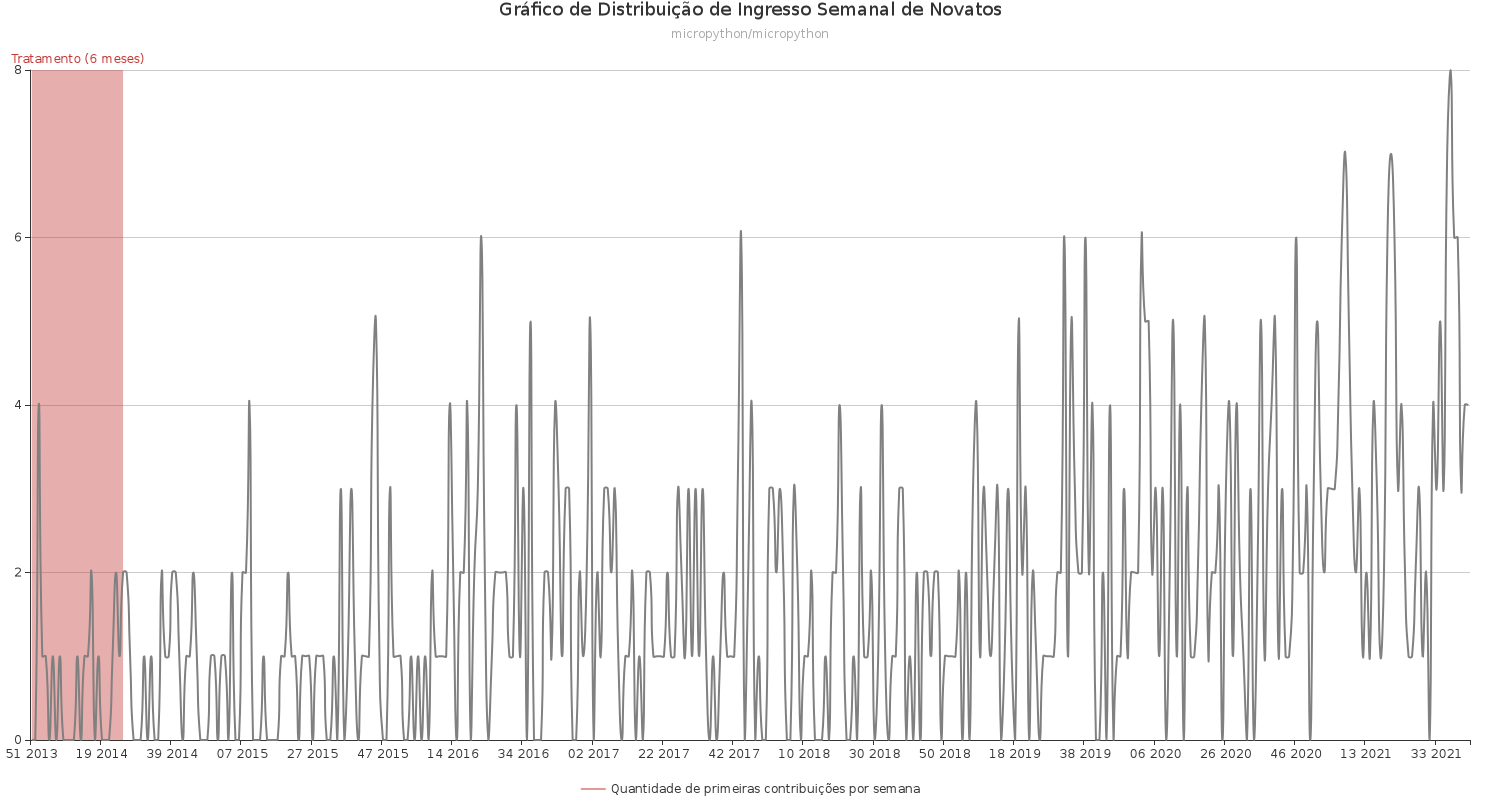 Gráfico de Distribuição de Ingresso Semanal de Novatos
micropython/micropython
Tratamento (6 meses)
8
6
4
2
0
51 2013 19 2014 39 2014 07 2015 27 2015 47 2015 14 2016 34 2016 02 2017 22 2017 42 2017 10 2018 30 2018 50 2018 18 2019 38 2019 06 2020 26 2020 46 2020 13 2021 33 2021
Quantidade de primeiras contribuições por semana